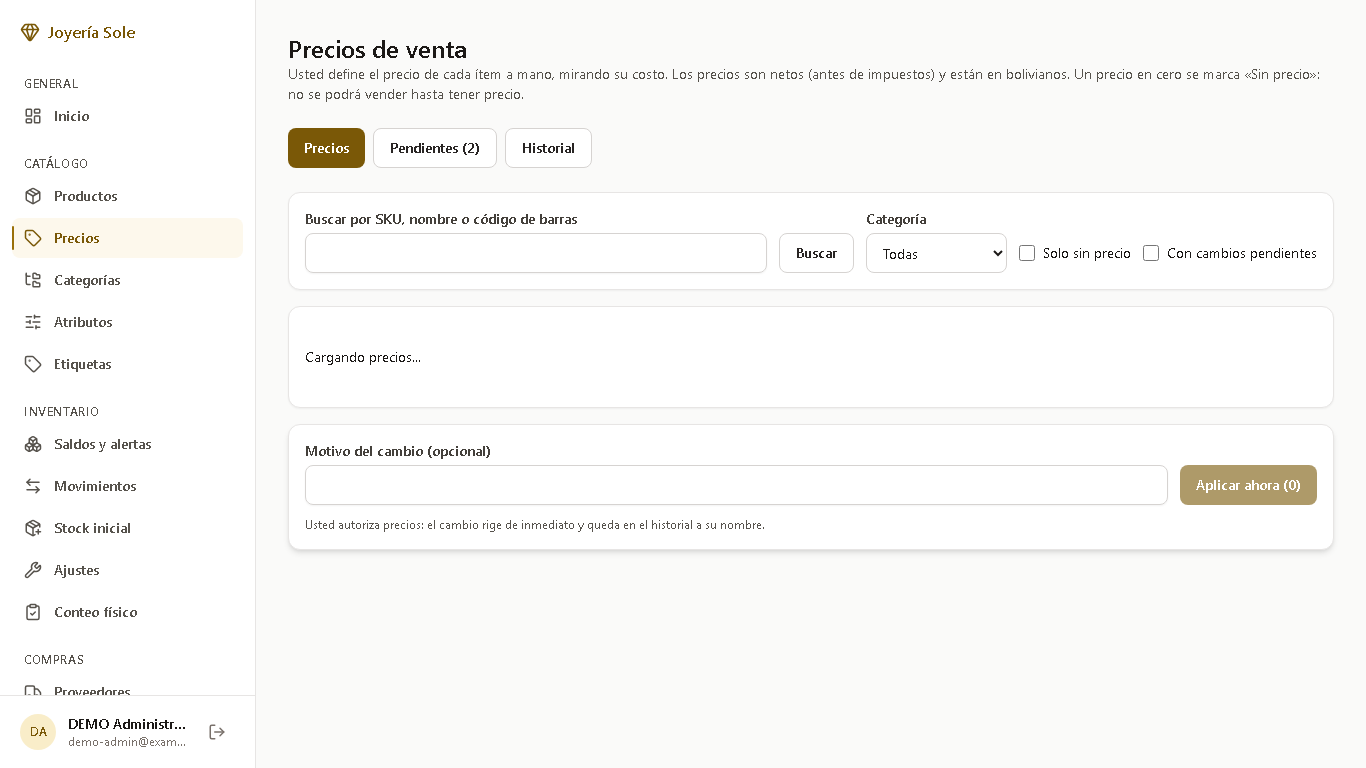 Joyería Sole
GENERAL
Inicio
CATÁLOGO
Productos
Precios
Categorías
Atributos
Etiquetas
INVENTARIO
Saldos y alertas
Movimientos
Stock inicial
Ajustes
Conteo físico
COMPRAS
Proveedores
DA
DEMO Administr...
demo-admin@exam...
Precios de venta
Usted define el precio de cada ítem a mano, mirando su costo. Los precios son netos (antes de impuestos) y están en bolivianos. Un precio en cero se marca «Sin precio»:
no se podrá vender hasta tener precio.
Precios
Pendientes (2)
Historial
Buscar por SKU, nombre o código de barras
Buscar
Categoría
Todas
Solo sin precio
Con cambios pendientes
Cargando precios...
Motivo del cambio (opcional)
Aplicar ahora (0)
Usted autoriza precios: el cambio rige de inmediato y queda en el historial a su nombre.